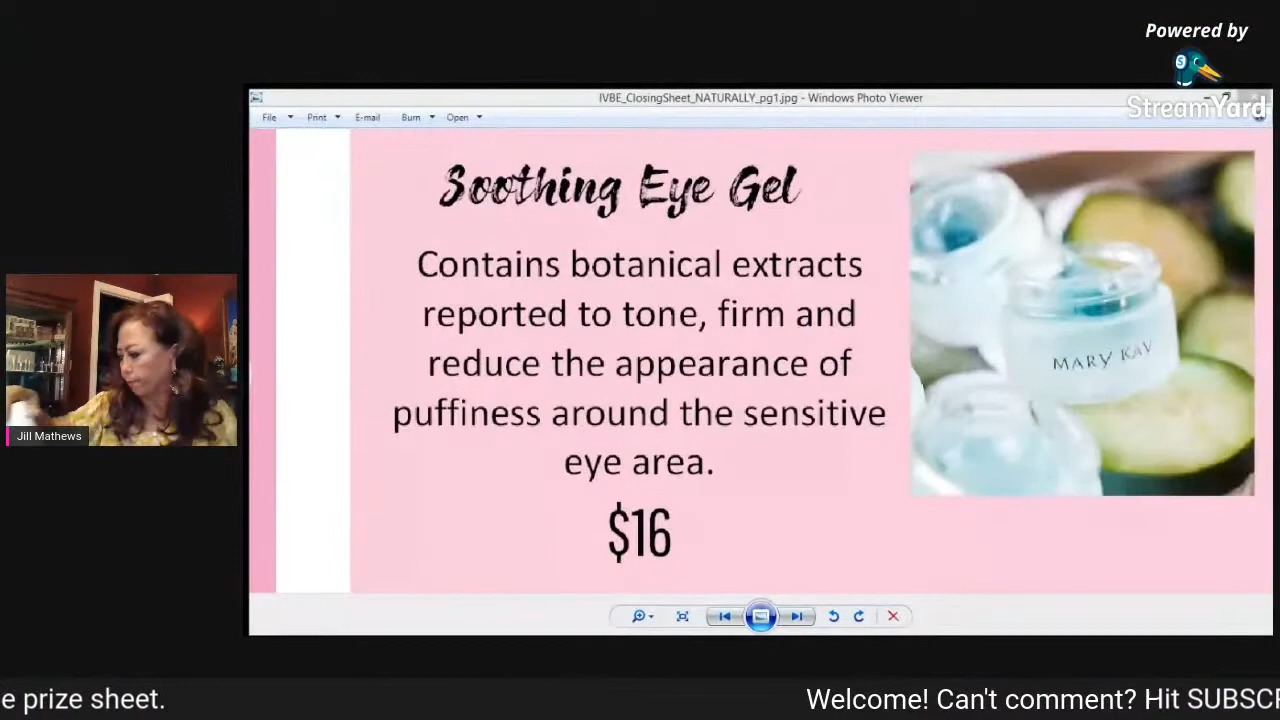 Powered by
StreamYard
IVBE_ClosingSheet_NATURALLY_pg1.jpg - Windows Photo Viewer
File Print E-mail Burn Open
Soothing Eye Gel
Contains botanical extracts
reported to tone, firm and
reduce the appearance of
puffiness around the sensitive
eye area.
$16
MARY KAY
Jill Mathews
e prize sheet. Welcome! Can't comment? Hit SUBSC